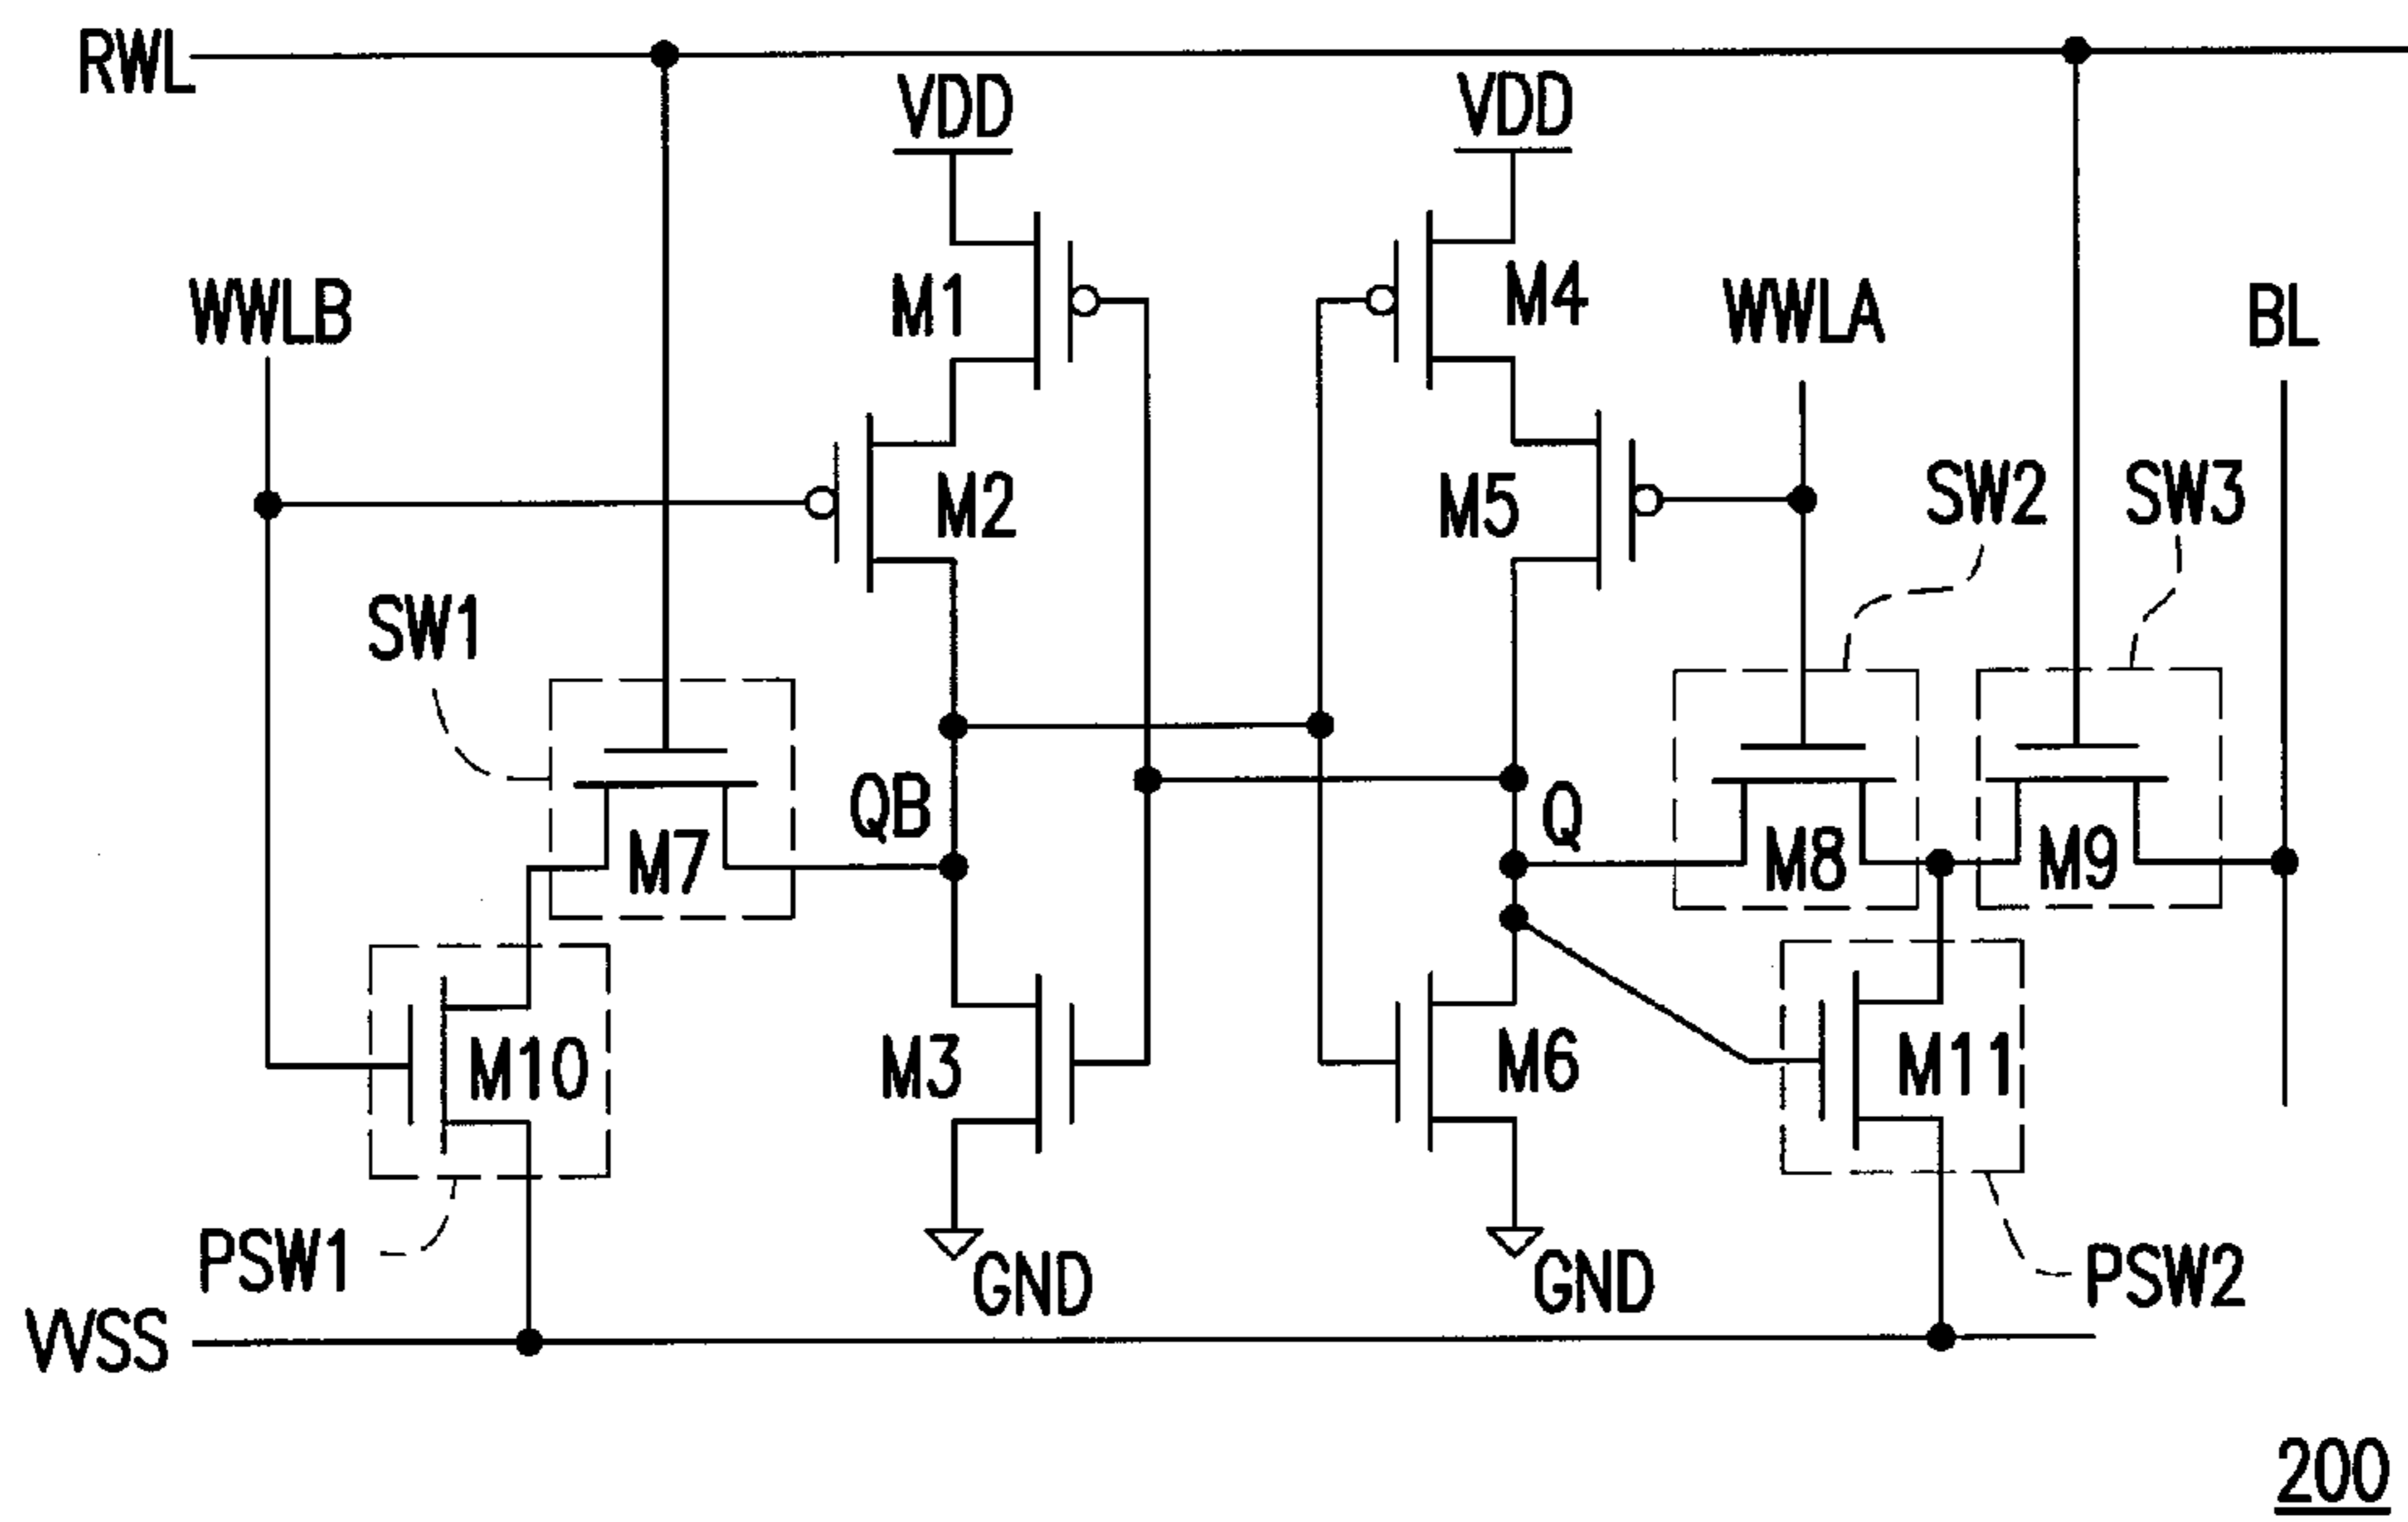 RWL
VDD
VDD
WWLB
M1
M4
WWLA
BL
M2
M5
SW2
SW3
SW1
QB
Q
M7
M8
M9
M10
M3
M6
M11
PSW1
GND
GND
PSW2
VVSS
200